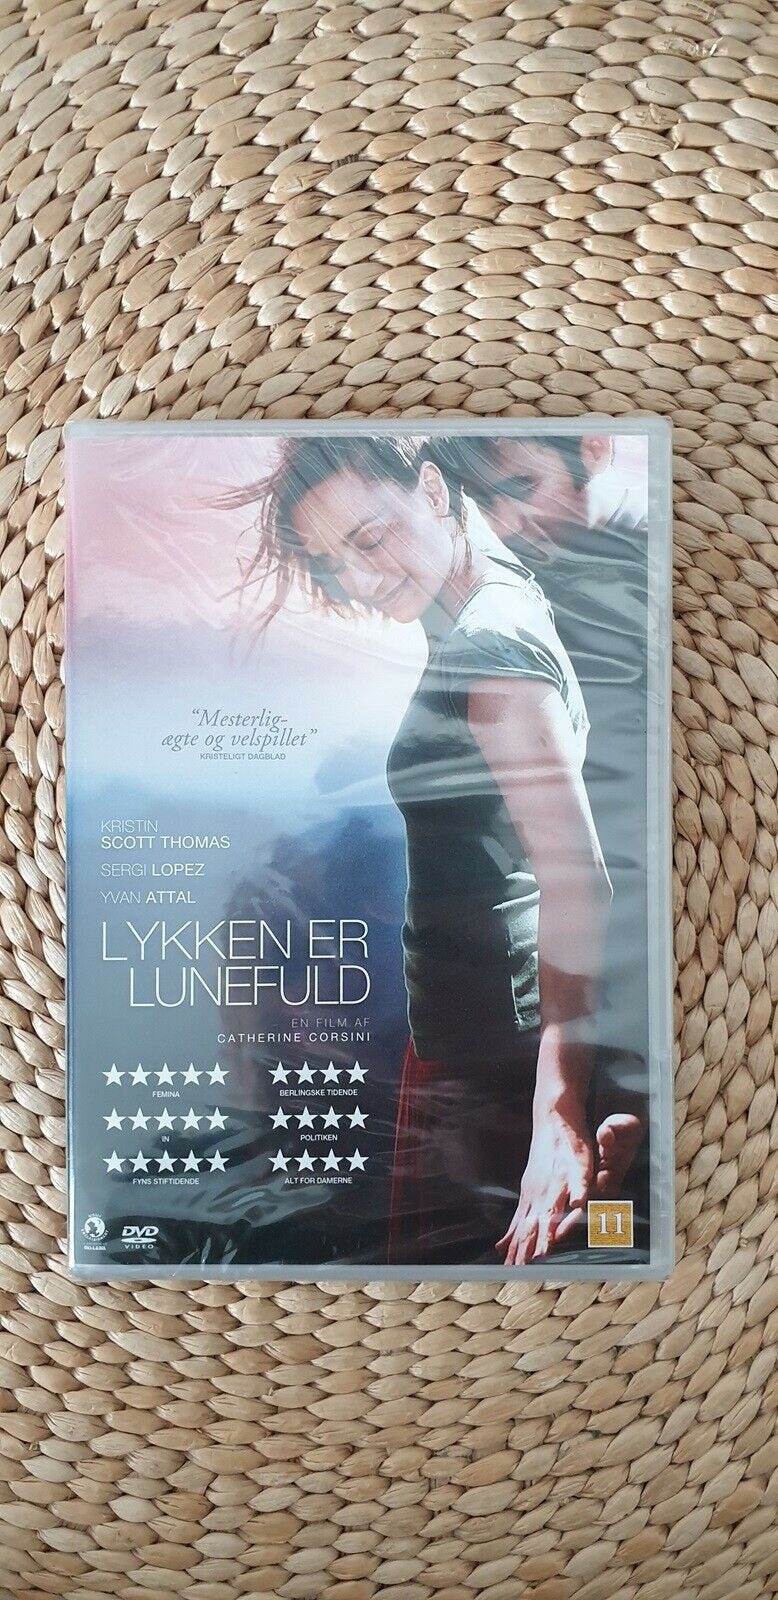 “Mesterlig-
ægte og velspillet”
KRISTELIGT DAGBLAD
KRISTIN
SCOTT THOMAS
SERGI LOPEZ
YVAN ATTAL
LYKKEN ER
LUNEFULD
EN FILM AF
CATHERINE CORSINI
FEMINA
BERLINGSKE TIDENDE
IN
POLITIKEN
FYNS STIFTIDENDE
ALT FOR DAMERNE
DVD
VIDEO
11